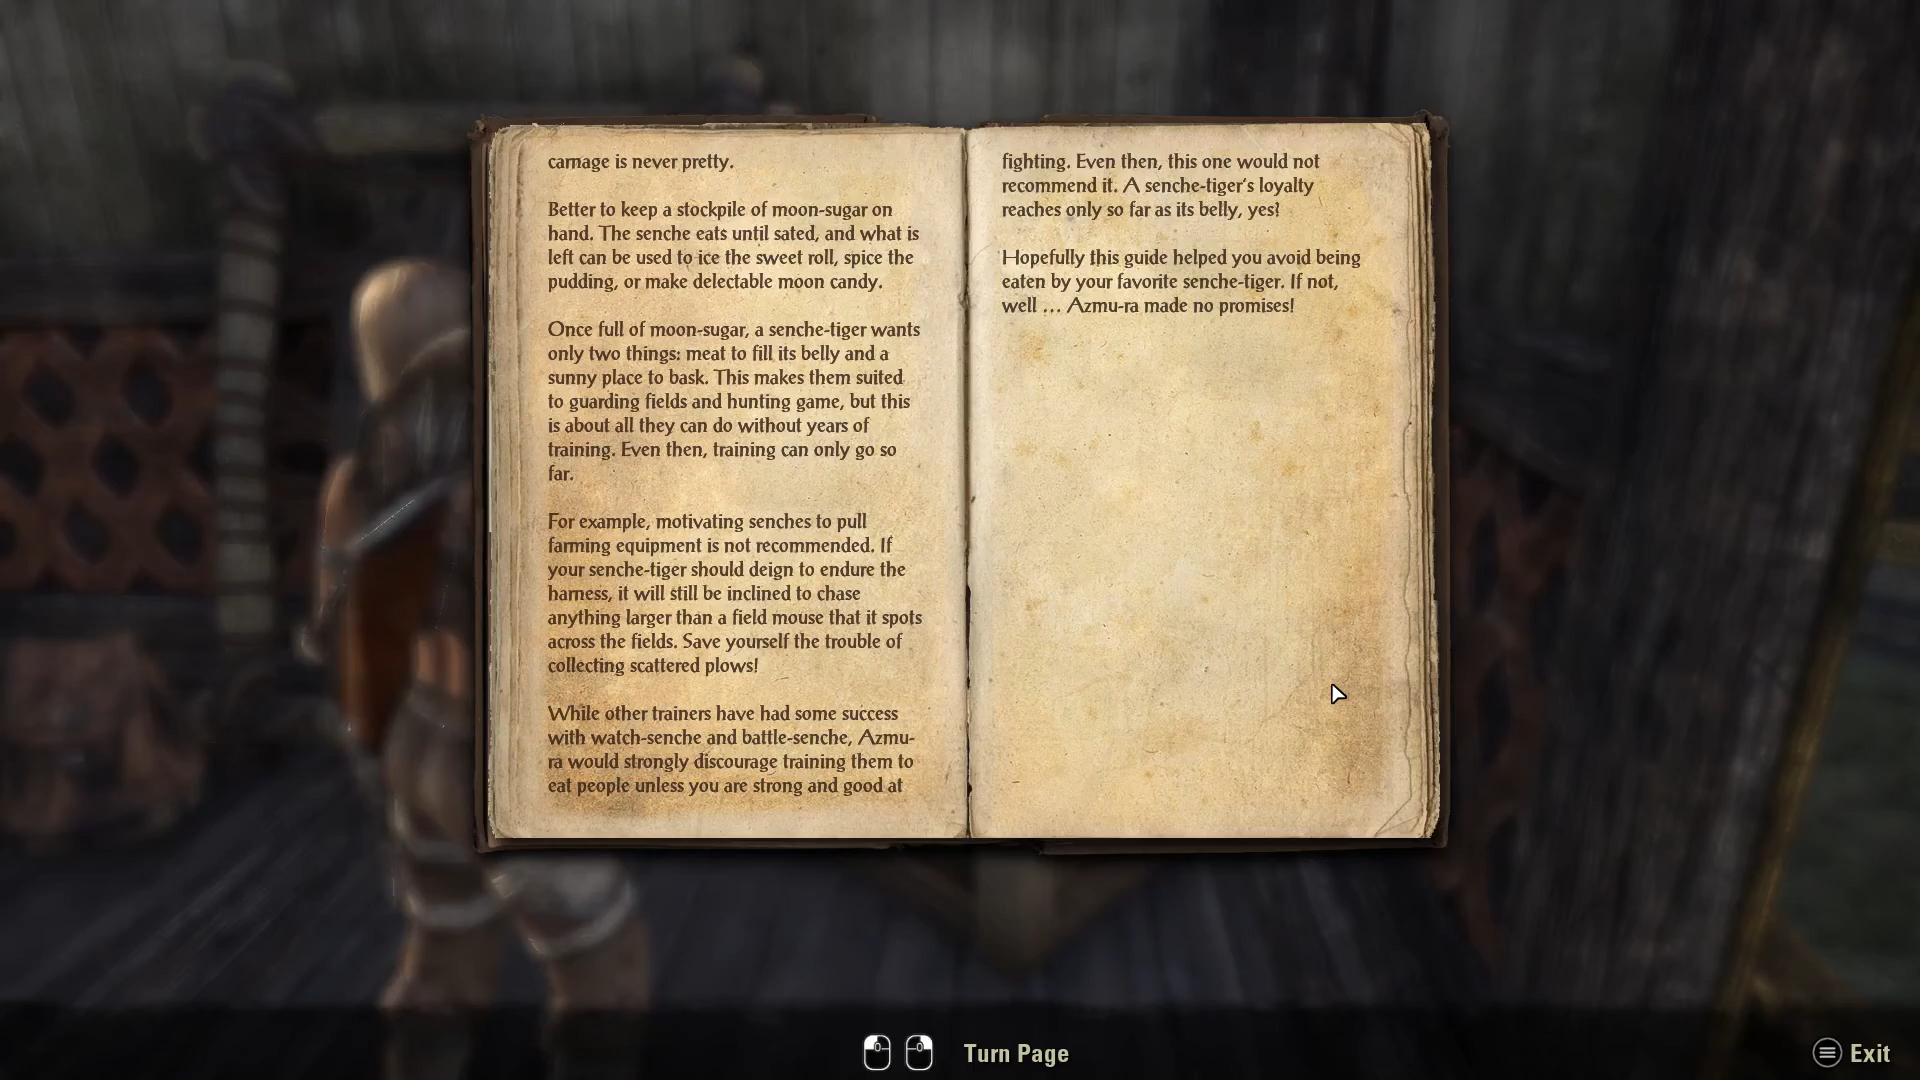 carnage is never pretty.
Better to keep a stockpile of moon-sugar on
hand. The senche eats until sated, and what is
left can be used to ice the sweet roll, spice the
pudding, or make delectable moon candy.
Once full of moon-sugar, a senche-tiger wants
only two things: meat to fill its belly and a
sunny place to bask. This makes them suited
to guarding fields and hunting game, but this
is about all they can do without years of
training. Even then, training can only go so
far.
For example, motivating senches to pull
farming equipment is not recommended. If
your senche-tiger should deign to endure the
harness, it will still be inclined to chase
anything larger than a field mouse that it spots
across the fields. Save yourself the trouble of
collecting scattered plows!
While other trainers have had some success
with watch-senche and battle-senche, Azmu-
ra would strongly discourage training them to
eat people unless you are strong and good at
fighting. Even then, this one would not
recommend it. A senche-tiger's loyalty
reaches only so far as its belly, yes?
Hopefully this guide helped you avoid being
eaten by your favorite senche-tiger. If not,
well ... Azmu-ra made no promises!
Turn Page
Exit